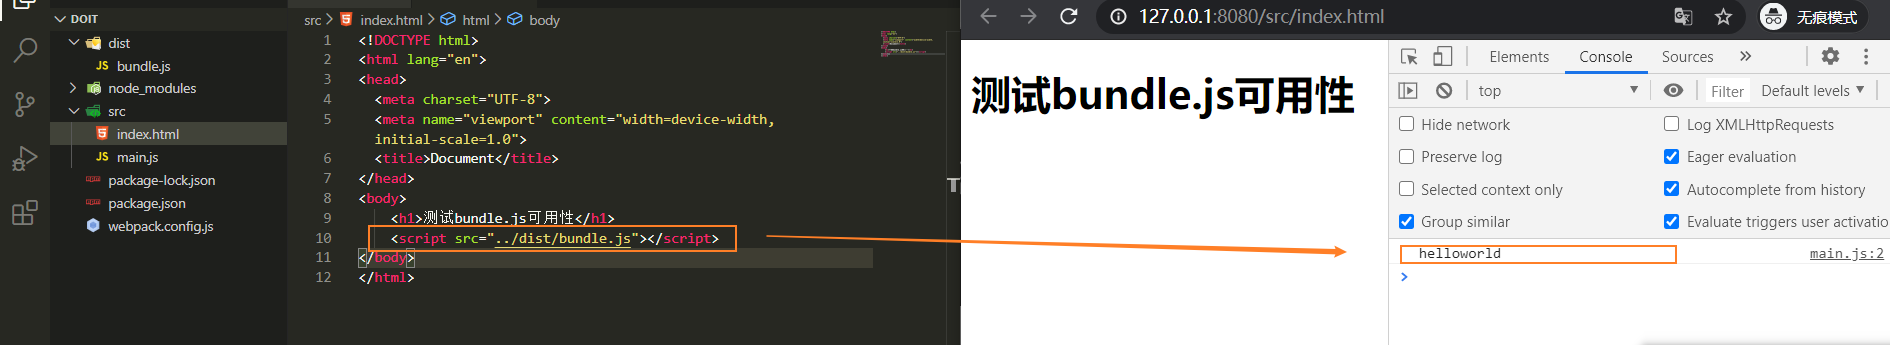 DOIT
dist
JS bundle.js
node_modules
src
index.html
JS main.js
package-lock.json
package.json
webpack.config.js
src > index.html > html > body
1 <!DOCTYPE html>
2 <html lang="en">
3 <head>
4 <meta charset="UTF-8">
5 <meta name="viewport" content="width=device-width,
initial-scale=1.0">
6 <title>Document</title>
7 </head>
8 <body>
9 <h1>测试bundle.js可用性</h1>
10 <script src="../dist/bundle.js"></script>
11 </body>
12 </html>
127.0.0.1:8080/src/index.html
无痕模式
测试bundle.js可用性
Elements Console Sources »
top Filter Default levels
Hide network Log XMLHttpRequests
Preserve log Eager evaluation
Selected context only Autocomplete from history
Group similar Evaluate triggers user activatio
helloworld main.js:2
>